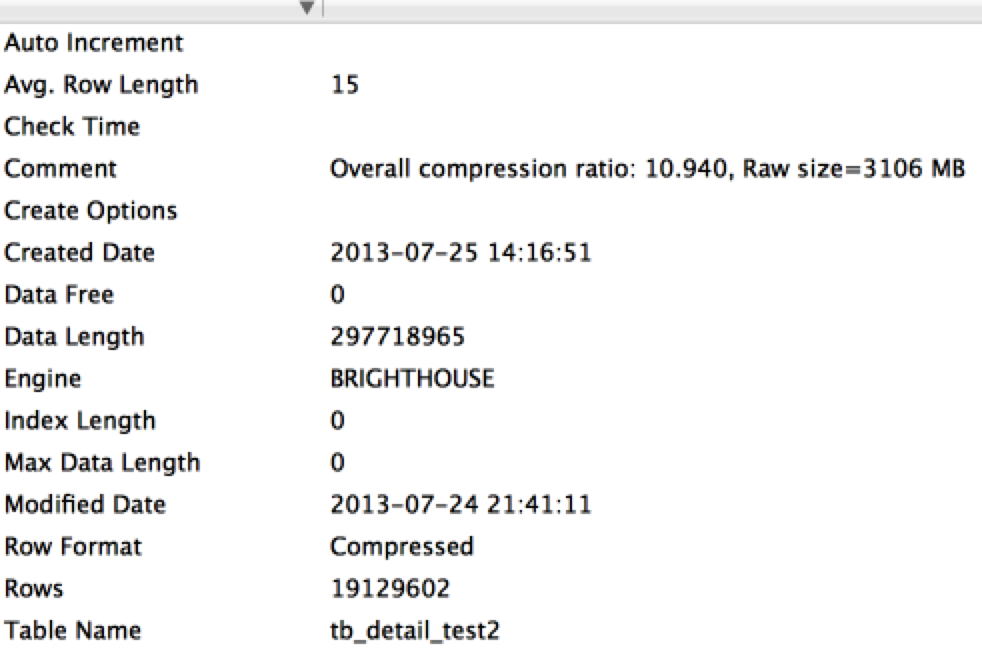 Auto Increment
Avg. Row Length 15
Check Time
Comment Overall compression ratio: 10.940, Raw size=3106 MB
Create Options
Created Date 2013-07-25 14:16:51
Data Free 0
Data Length 297718965
Engine BRIGHTHOUSE
Index Length 0
Max Data Length 0
Modified Date 2013-07-24 21:41:11
Row Format Compressed
Rows 19129602
Table Name tb_detail_test2